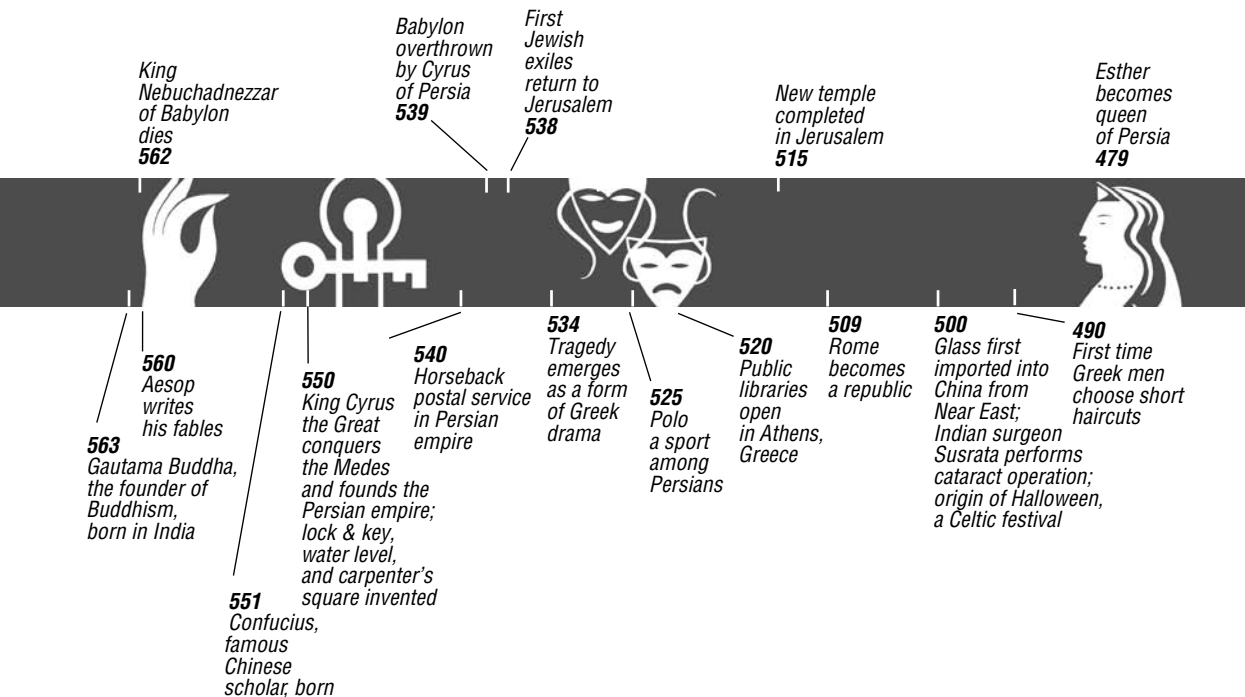 King
Nebuchadnezzar
of Babylon
dies
562
Babylon
overthrown
by Cyrus
of Persia
539
First
Jewish
exiles
return to
Jerusalem
538
New temple
completed
in Jerusalem
515
Esther
becomes
queen
of Persia
479
563
Gautama Buddha,
the founder of
Buddhism,
born in India
560
Aesop
writes
his fables
551
Confucius,
famous
Chinese
scholar, born
550
King Cyrus
the Great
conquers
the Medes
and founds the
Persian empire;
lock & key,
water level,
and carpenter's
square invented
540
Horseback
postal service
in Persian
empire
534
Tragedy
emerges
as a form
of Greek
drama
525
Polo
a sport
among
Persians
520
Public
libraries
open
in Athens,
Greece
509
Rome
becomes
a republic
500
Glass first
imported into
China from
Near East;
Indian surgeon
Susrata performs
cataract operation;
origin of Halloween,
a Celtic festival
490
First time
Greek men
choose short
haircuts